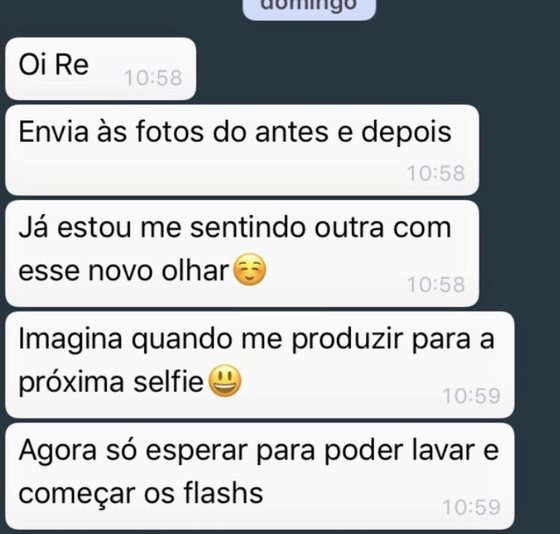 domingo
Oi Re
10:58
Envia às fotos do antes e depois
10:58
Já estou me sentindo outra com
esse novo olhar☺️
10:58
Imagina quando me produzir para a
próxima selfie😃
10:59
Agora só esperar para poder lavar e
começar os flashs
10:59